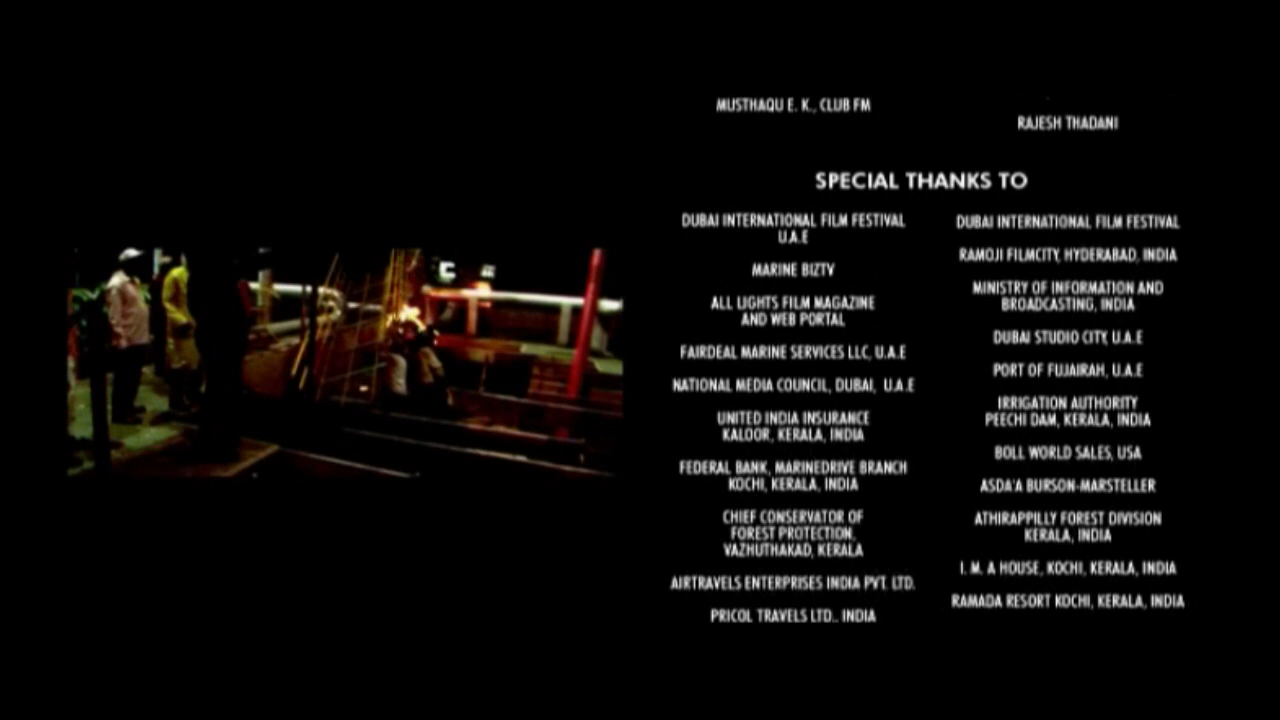 MUSTHAQU E. K., CLUB FM
RAJESH THADANI
SPECIAL THANKS TO
DUBAI INTERNATIONAL FILM FESTIVAL
U.A.E
MARINE BIZTV
ALL LIGHTS FILM MAGAZINE
AND WEB PORTAL
FAIRDEAL MARINE SERVICES LLC, U.A.E
NATIONAL MEDIA COUNCIL, DUBAI, U.A.E
UNITED INDIA INSURANCE
KALOOR, KERALA, INDIA
FEDERAL BANK, MARINEDRIVE BRANCH
KOCHI, KERALA, INDIA
CHIEF CONSERVATOR OF
FOREST PROTECTION,
VAZHUTHAKAD, KERALA
AIRTRAVELS ENTERPRISES INDIA PVT. LTD.
PRICOL TRAVELS LTD., INDIA
DUBAI INTERNATIONAL FILM FESTIVAL
RAMOJI FILMCITY, HYDERABAD, INDIA
MINISTRY OF INFORMATION AND
BROADCASTING, INDIA
DUBAI STUDIO CITY, U.A.E
PORT OF FUJAIRAH, U.A.E
IRRIGATION AUTHORITY
PEECHI DAM, KERALA, INDIA
BOLL WORLD SALES, USA
ASDA'A BURSON-MARSTELLER
ATHIRAPPILLY FOREST DIVISION
KERALA, INDIA
I. M. A HOUSE, KOCHI, KERALA, INDIA
RAMADA RESORT KOCHI, KERALA, INDIA